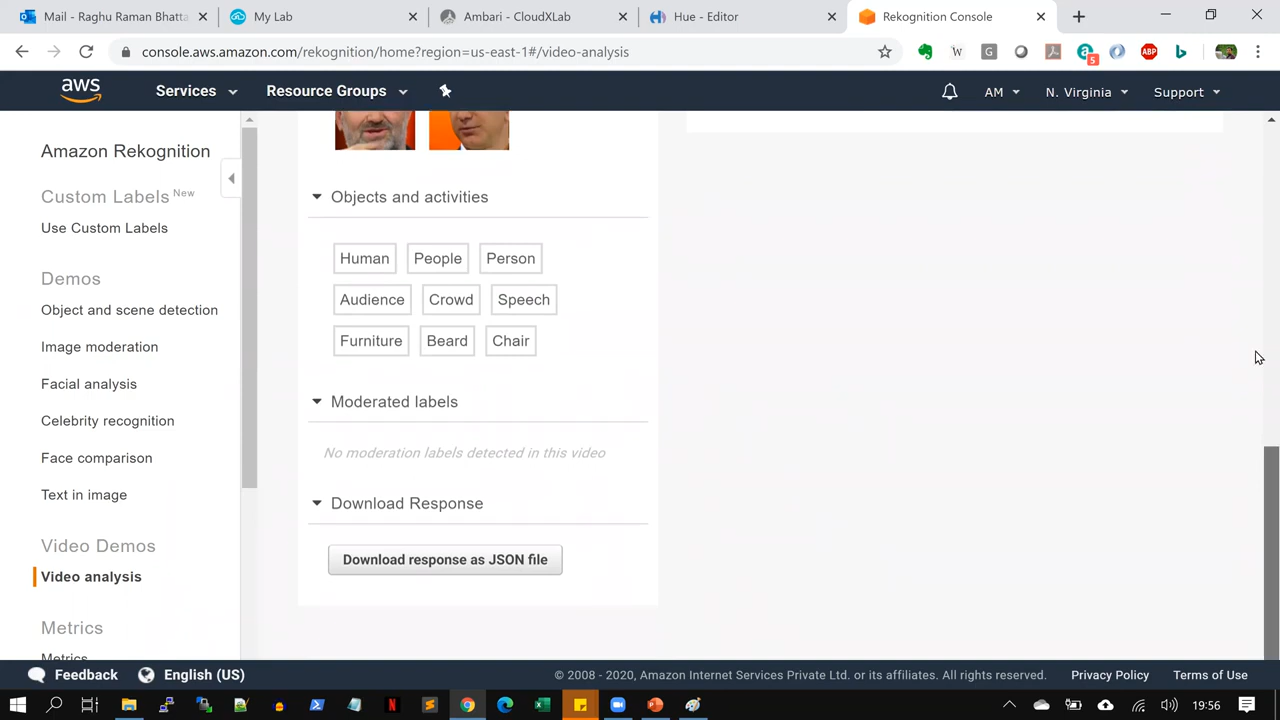 Mail - Raghu Raman Bhatta
My Lab
Ambari - CloudXLab
Hue - Editor
Rekognition Console
console.aws.amazon.com/rekognition/home?region=us-east-1#/video-analysis
W
G
a
5
ABP
aws
Services
Resource Groups
AM
N. Virginia
Support
Amazon Rekognition
Custom Labels New
Use Custom Labels
Demos
Object and scene detection
Image moderation
Facial analysis
Celebrity recognition
Face comparison
Text in image
Video Demos
Video analysis
Metrics
Metrics
Objects and activities
Human People Person
Audience Crowd Speech
Furniture Beard Chair
Moderated labels
No moderation labels detected in this video
Download Response
Download response as JSON file
Feedback
English (US)
© 2008 - 2020, Amazon Internet Services Private Ltd. or its affiliates. All rights reserved.
Privacy Policy
Terms of Use
19:56